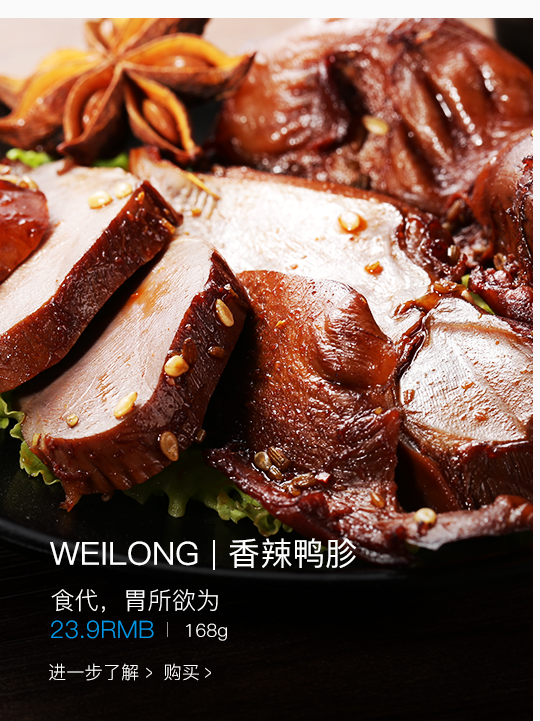 WEILONG | 香辣鸭胗
食代，胃所欲为
23.9RMB | 168g
进一步了解 > 购买 >